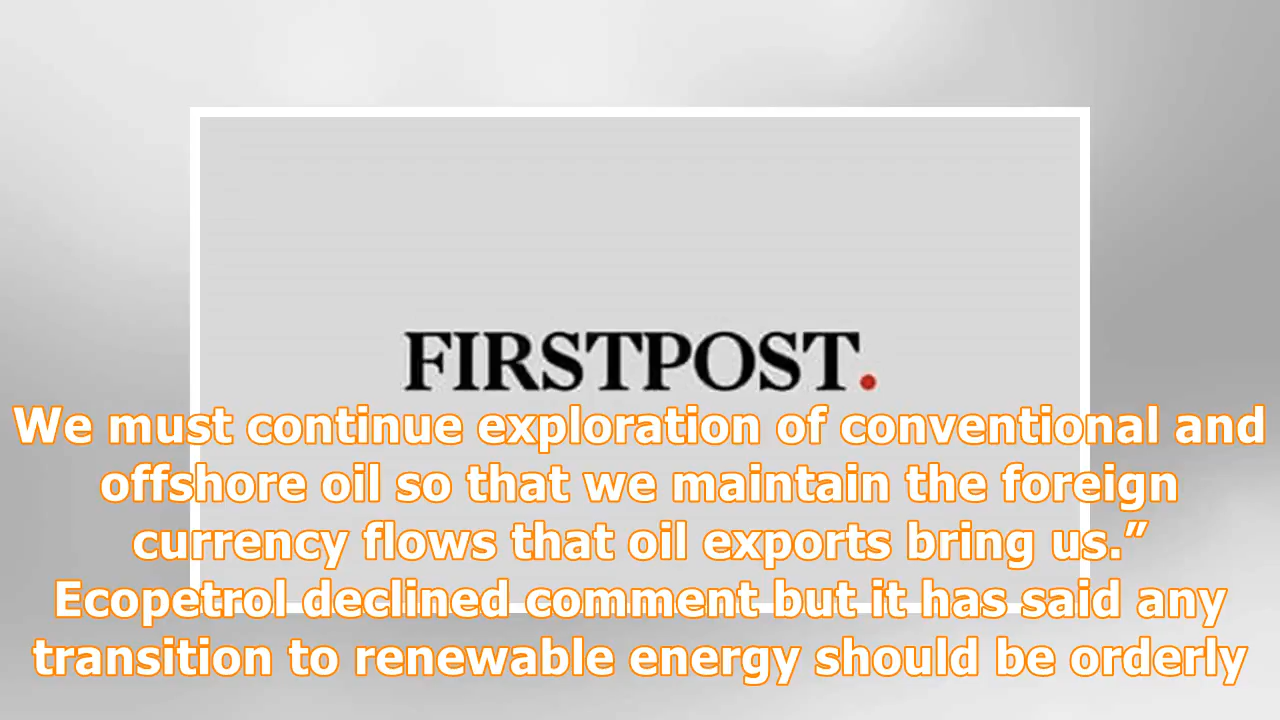 FIRSTPOST.
We must continue exploration of conventional and
offshore oil so that we maintain the foreign
currency flows that oil exports bring us.”
Ecopetrol declined comment but it has said any
transition to renewable energy should be orderly